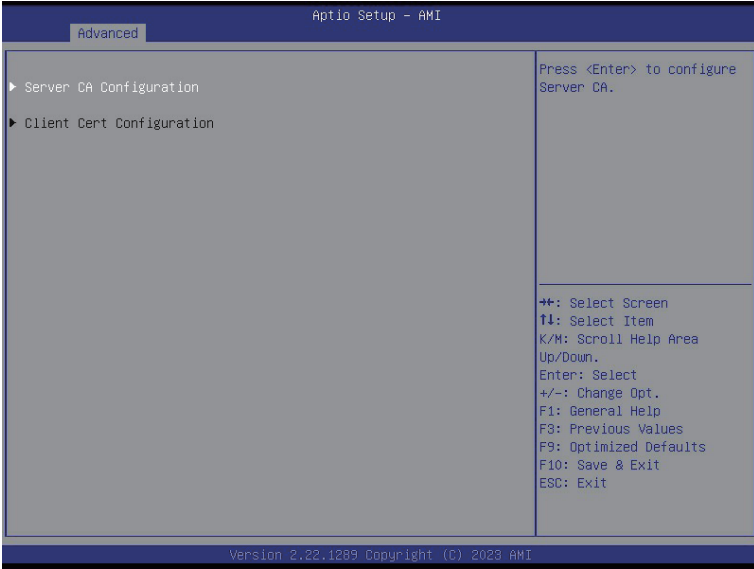 Aptio Setup – AMI
Advanced
▶ Server CA Configuration
▶ Client Cert Configuration
Press <Enter> to configure
Server CA.
→←: Select Screen
↑↓: Select Item
K/M: Scroll Help Area
Up/Down.
Enter: Select
+/-: Change Opt.
F1: General Help
F3: Previous Values
F9: Optimized Defaults
F10: Save & Exit
ESC: Exit
Version 2.22.1289 Copyright (C) 2023 AMI